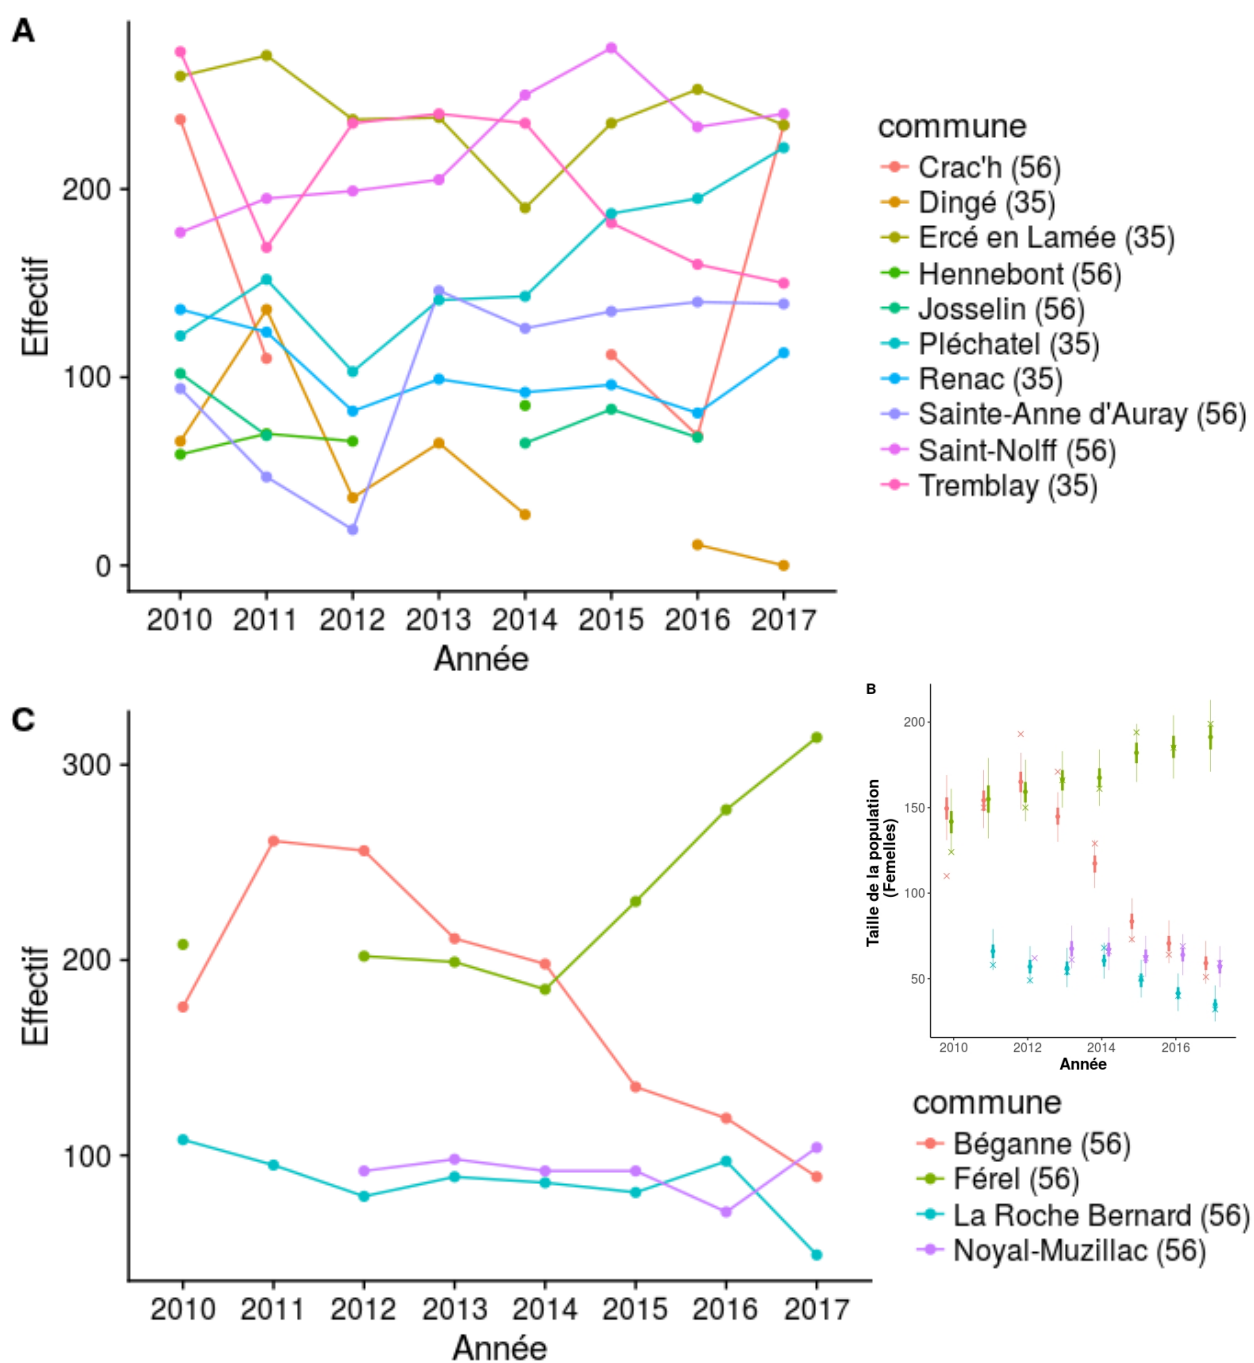 A
Effectif
200
100
0
2010 2011 2012 2013 2014 2015 2016 2017
Année
commune
Crac'h (56)
Dingé (35)
Ercé en Lamée (35)
Hennebont (56)
Josselin (56)
Pléchatel (35)
Renac (35)
Sainte-Anne d'Auray (56)
Saint-Nolff (56)
Tremblay (35)
B
Taille de la population
(Femelles)
200
150
100
50
2010 2012 2014 2016
Année
C
Effectif
300
200
100
2010 2011 2012 2013 2014 2015 2016 2017
Année
commune
Béganne (56)
Férel (56)
La Roche Bernard (56)
Noyal-Muzillac (56)